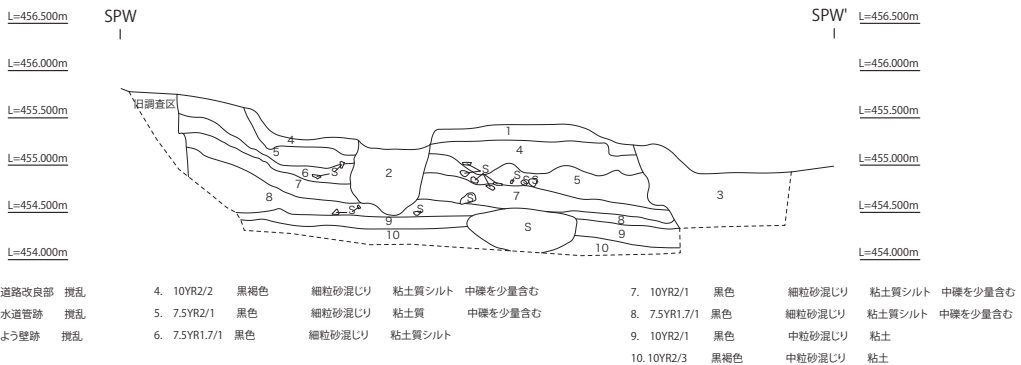 L=456.500m
SPW
SPW'
L=456.500m
L=456.000m
L=456.000m
旧調査区
L=455.500m
L=455.500m
1
4
4
5
L=455.000m
L=455.000m
6
S
2
S
S
S
5
7
7
3
8
S
S
S
L=454.500m
L=454.500m
9
8
S
9
10
10
L=454.000m
L=454.000m
道路改良部 撹乱
水道管跡 撹乱
よう壁跡 撹乱
4. 10YR2/2 黒褐色 細粒砂混じり 粘土質シルト 中礫を少量含む
5. 7.5YR2/1 黒色 細粒砂混じり 粘土質 中礫を少量含む
6. 7.5YR1.7/1 黒色 細粒砂混じり 粘土質シルト
7. 10YR2/1 黒色 細粒砂混じり 粘土質シルト 中礫を少量含む
8. 7.5YR1.7/1 黒色 細粒砂混じり 粘土質シルト 中礫を少量含む
9. 10YR2/1 黒色 中粒砂混じり 粘土
10. 10YR2/3 黒褐色 中粒砂混じり 粘土